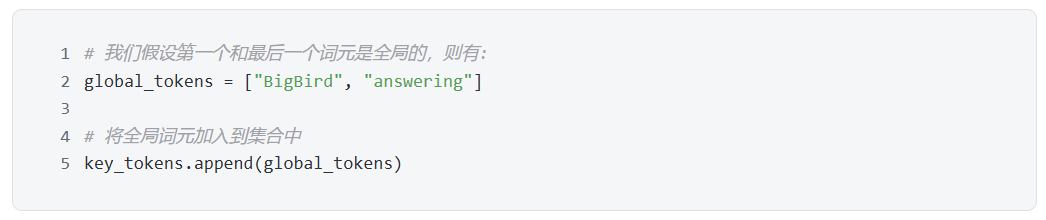 1 # 我们假设第一个和最后一个词元是全局的，则有：
2 global_tokens = ["BigBird", "answering"]
3
4 # 将全局词元加入到集合中
5 key_tokens.append(global_tokens)